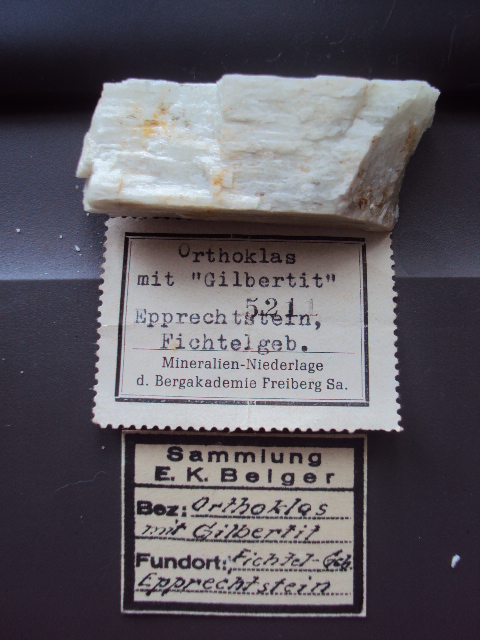 Orthoklas
mit "Gilbertit"
5211
Epprechtstein,
Fichtelgeb.
Mineralien-Niederlage
d. Bergakademie Freiberg Sa.
Sammlung
E. K. Belger
Bez: Orthoklas
mit Gilbertit
Fundort: Fichtel-Geb.
Epprechtstein